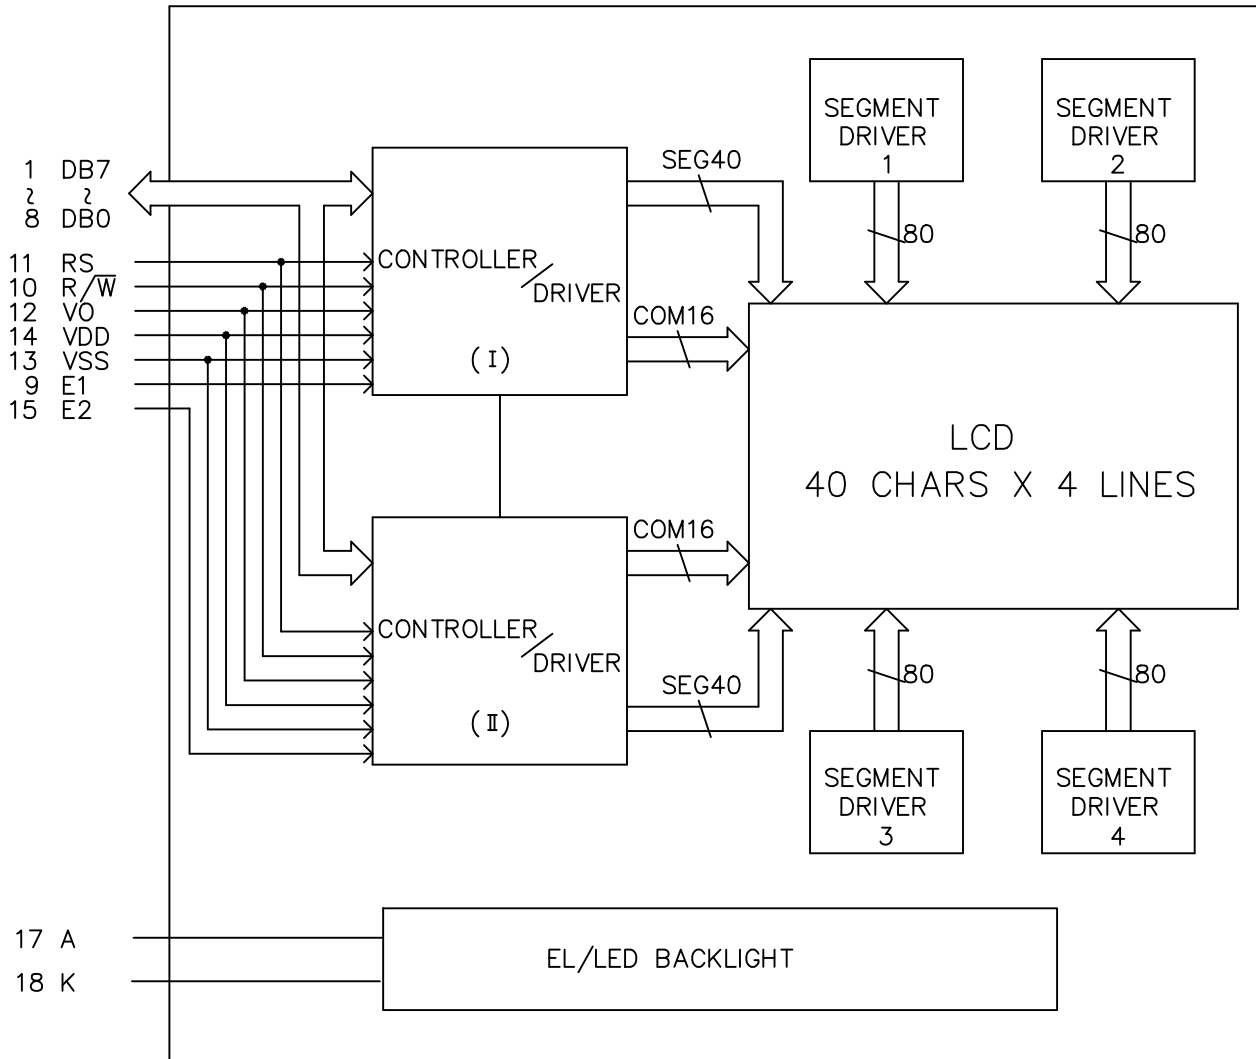 1 DB7
~ ~
8 DB0
11 RS
10 R/W̅
12 VO
14 VDD
13 VSS
9 E1
15 E2
CONTROLLER
/DRIVER
(I)
SEG40
COM16
SEGMENT
DRIVER
1
80
SEGMENT
DRIVER
2
80
LCD
40 CHARS X 4 LINES
CONTROLLER
/DRIVER
(II)
COM16
SEG40
80
SEGMENT
DRIVER
3
80
SEGMENT
DRIVER
4
17 A
18 K
EL/LED BACKLIGHT